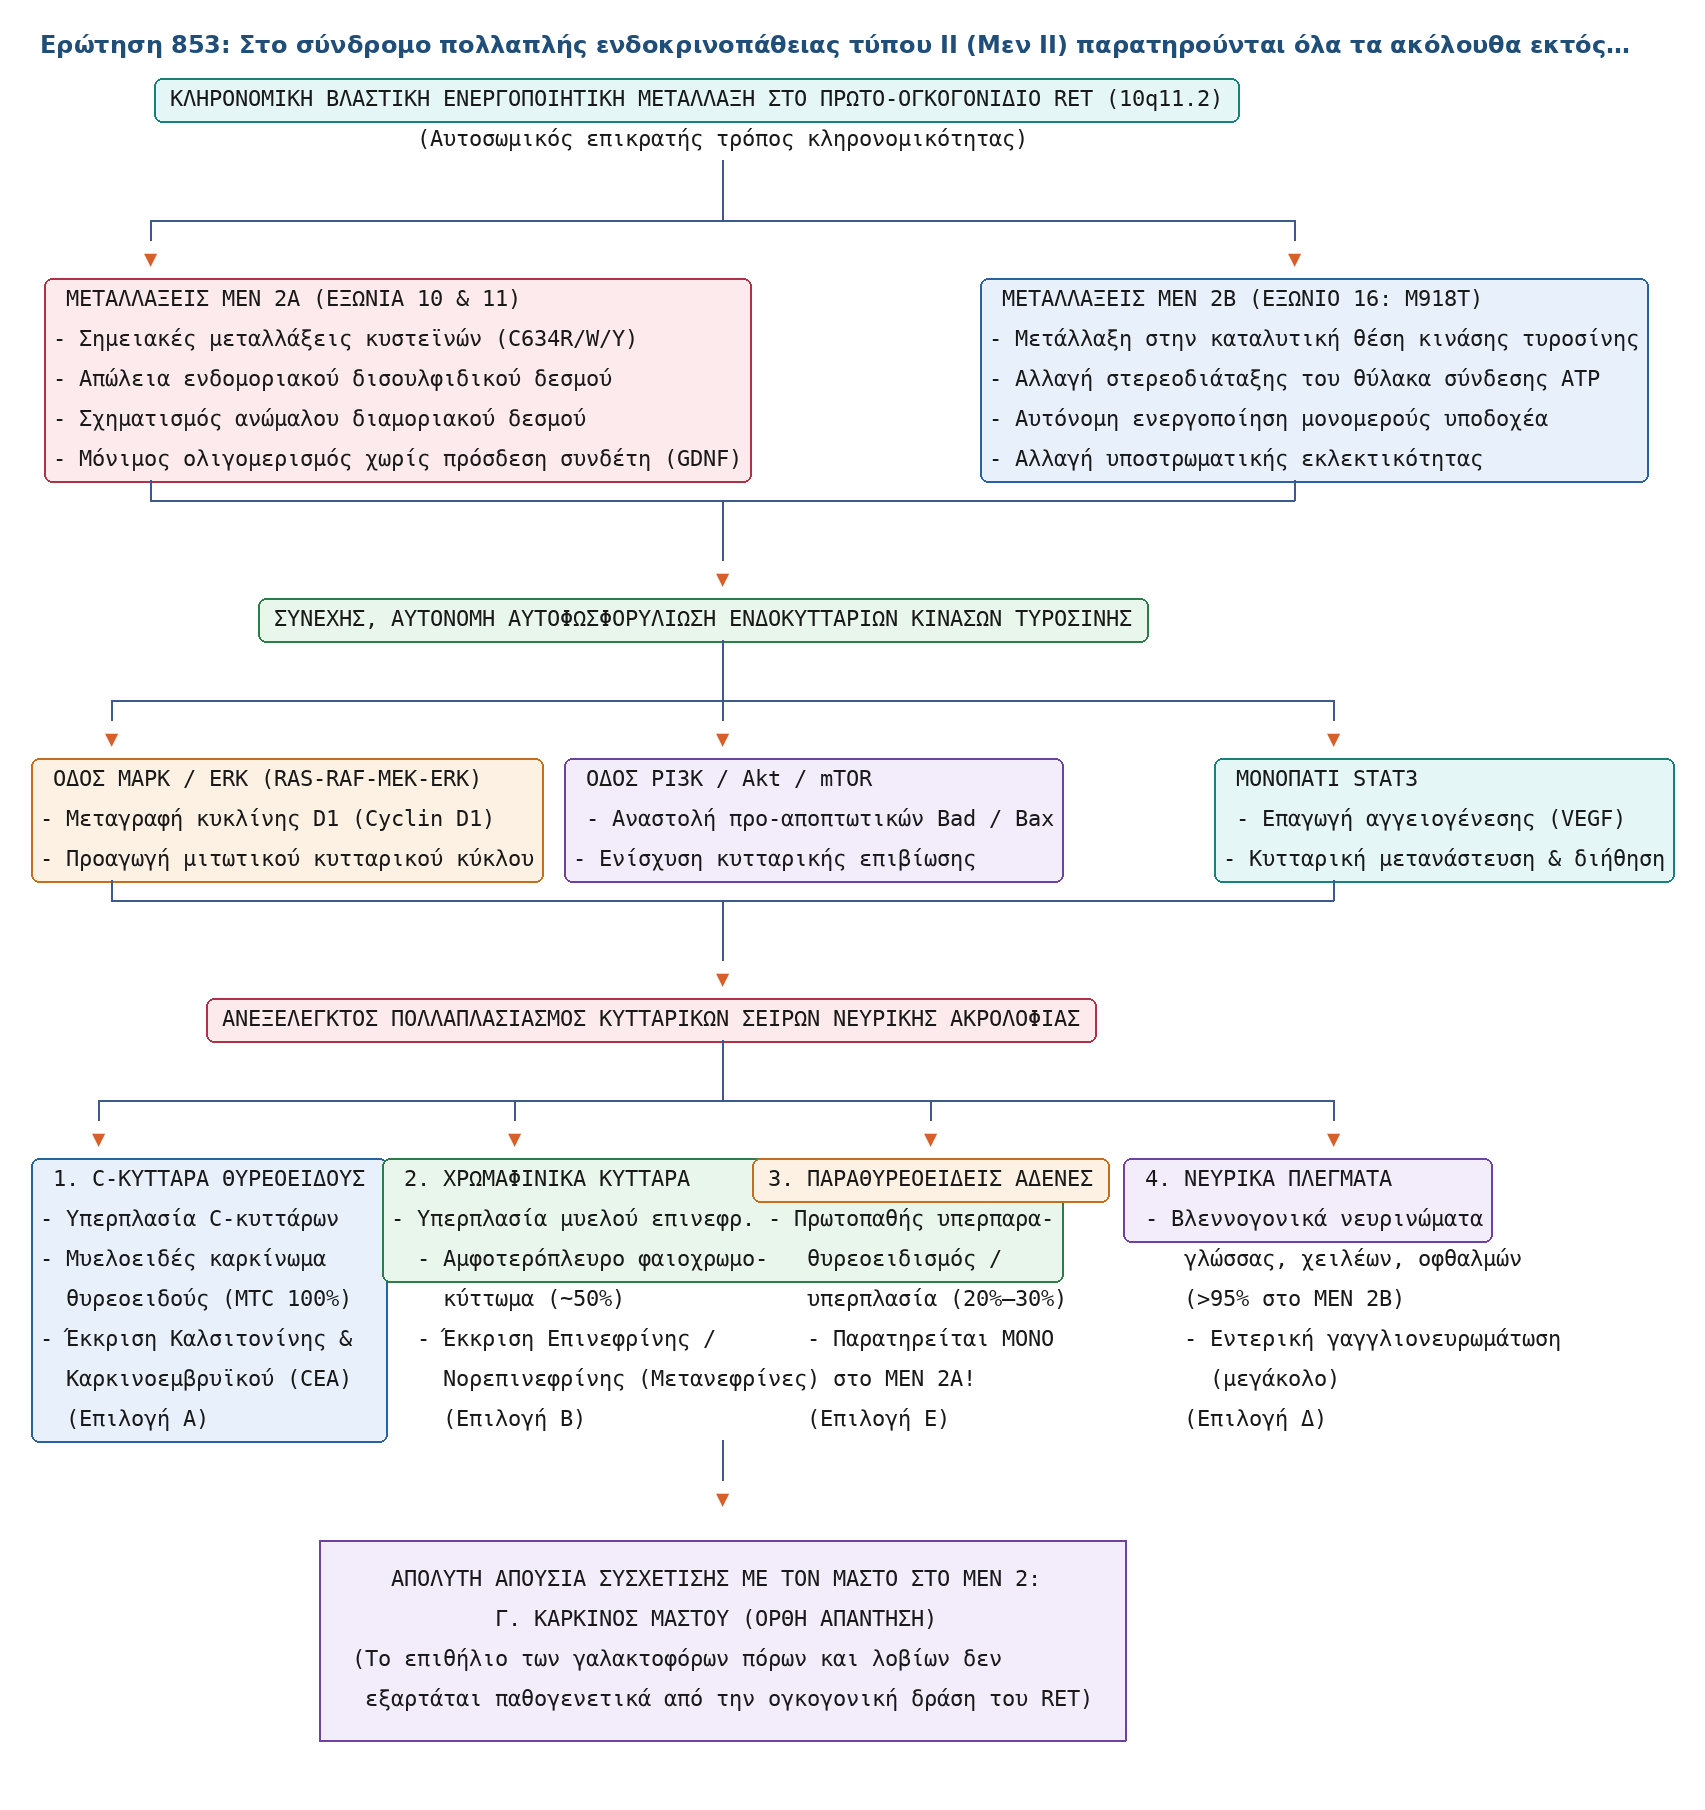 Ερώτηση 853: Στο σύνδρομο πολλαπλής ενδοκρινοπάθειας τύπου ΙΙ (Μεν ΙΙ) παρατηρούνται όλα τα ακόλουθα εκτός…
ΚΛΗΡΟΝΟΜΙΚΗ ΒΛΑΣΤΙΚΗ ΕΝΕΡΓΟΠΟΙΗΤΙΚΗ ΜΕΤΑΛΛΑΞΗ ΣΤΟ ΠΡΩΤΟ-ΟΓΚΟΓΟΝΙΔΙΟ RET (10q11.2)
(Αυτοσωμικός επικρατής τρόπος κληρονομικότητας)
▼
▼
ΜΕΤΑΛΛΑΞΕΙΣ MEN 2A (ΕΞΩΝΙΑ 10 & 11)
- Σημειακές μεταλλάξεις κυστεϊνών (C634R/W/Y)
- Απώλεια ενδομοριακού δισουλφιδικού δεσμού
- Σχηματισμός ανώμαλου διαμοριακού δεσμού
- Μόνιμος ολιγομερισμός χωρίς πρόσδεση συνδέτη (GDNF)
ΜΕΤΑΛΛΑΞΕΙΣ MEN 2B (ΕΞΩΝΙΟ 16: M918T)
- Μετάλλαξη στην καταλυτική θέση κινάσης τυροσίνης
- Αλλαγή στερεοδιάταξης του θύλακα σύνδεσης ATP
- Αυτόνομη ενεργοποίηση μονομερούς υποδοχέα
- Αλλαγή υποστρωματικής εκλεκτικότητας
▼
ΣΥΝΕΧΗΣ, ΑΥΤΟΝΟΜΗ ΑΥΤΟΦΩΣΦΟΡΥΛΙΩΣΗ ΕΝΔΟΚΥΤΤΑΡΙΩΝ ΚΙΝΑΣΩΝ ΤΥΡΟΣΙΝΗΣ
▼
▼
▼
ΟΔΟΣ MAPK / ERK (RAS-RAF-MEK-ERK)
- Μεταγραφή κυκλίνης D1 (Cyclin D1)
- Προαγωγή μιτωτικού κυτταρικού κύκλου
ΟΔΟΣ PI3K / Akt / mTOR
- Αναστολή προ-αποπτωτικών Bad / Bax
- Ενίσχυση κυτταρικής επιβίωσης
ΜΟΝΟΠΑΤΙ STAT3
- Επαγωγή αγγειογένεσης (VEGF)
- Κυτταρική μετανάστευση & διήθηση
▼
ΑΝΕΞΕΛΕΓΚΤΟΣ ΠΟΛΛΑΠΛΑΣΙΑΣΜΟΣ ΚΥΤΤΑΡΙΚΩΝ ΣΕΙΡΩΝ ΝΕΥΡΙΚΗΣ ΑΚΡΟΛΟΦΙΑΣ
▼
▼
▼
▼
1. C-ΚΥΤΤΑΡΑ ΘΥΡΕΟΕΙΔΟΥΣ
- Υπερπλασία C-κυττάρων
- Μυελοειδές καρκίνωμα
θυρεοειδούς (MTC 100%)
- Έκκριση Καλσιτονίνης &
Καρκινοεμβρυϊκού (CEA)
(Επιλογή Α)
2. ΧΡΩΜΑΦΙΝΙΚΑ ΚΥΤΤΑΡΑ
- Υπερπλασία μυελού επινεφρ.
- Αμφοτερόπλευρο φαιοχρωμο-
κύττωμα (~50%)
- Έκκριση Επινεφρίνης /
Νορεπινεφρίνης (Μετανεφρίνες)
(Επιλογή Β)
3. ΠΑΡΑΘΥΡΕΟΕΙΔΕΙΣ ΑΔΕΝΕΣ
- Πρωτοπαθής υπερπαρα-
θυρεοειδισμός /
υπερπλασία (20%–30%)
- Παρατηρείται ΜΟΝΟ
στο MEN 2A!
(Επιλογή Ε)
4. ΝΕΥΡΙΚΑ ΠΛΕΓΜΑΤΑ
- Βλεννογονικά νευρινώματα
γλώσσας, χειλέων, οφθαλμών
(>95% στο MEN 2B)
- Εντερική γαγγλιονευρωμάτωση
(μεγάκολο)
(Επιλογή Δ)
▼
ΑΠΟΛΥΤΗ ΑΠΟΥΣΙΑ ΣΥΣΧΕΤΙΣΗΣ ΜΕ ΤΟΝ ΜΑΣΤΟ ΣΤΟ MEN 2:
Γ. ΚΑΡΚΙΝΟΣ ΜΑΣΤΟΥ (ΟΡΘΗ ΑΠΑΝΤΗΣΗ)
(Το επιθήλιο των γαλακτοφόρων πόρων και λοβίων δεν
εξαρτάται παθογενετικά από την ογκογονική δράση του RET)